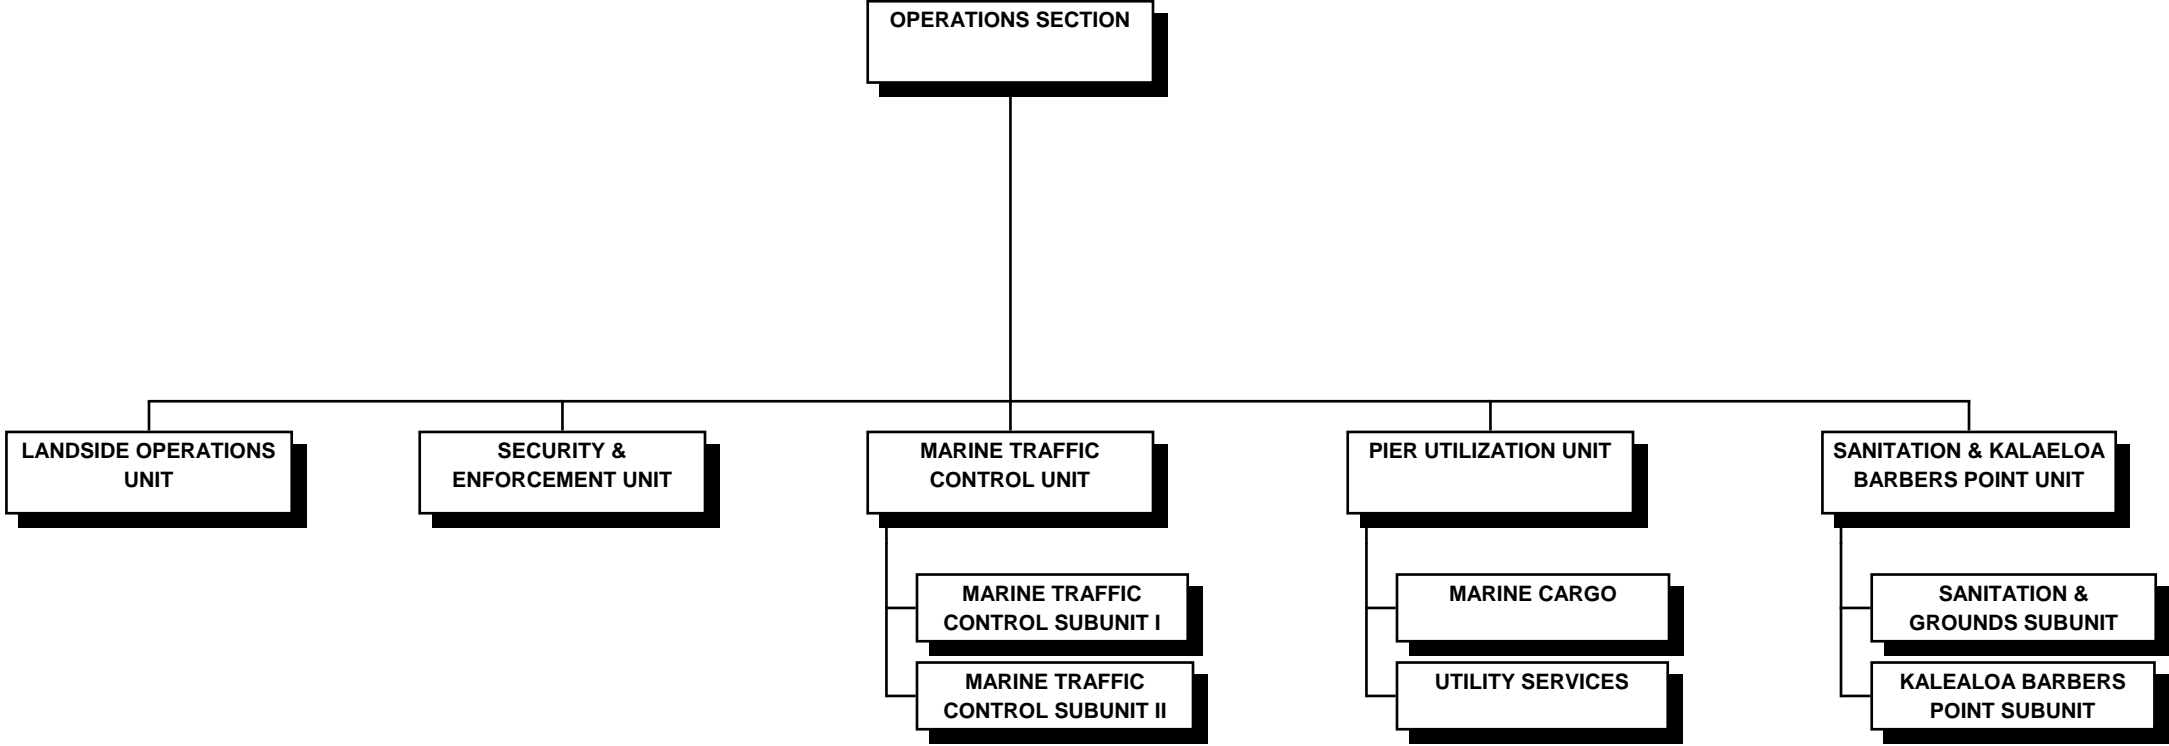 OPERATIONS SECTION
LANDSIDE OPERATIONS
UNIT
SECURITY &
ENFORCEMENT UNIT
MARINE TRAFFIC
CONTROL UNIT
PIER UTILIZATION UNIT
SANITATION & KALAELOA
BARBERS POINT UNIT
MARINE TRAFFIC
CONTROL SUBUNIT I
MARINE TRAFFIC
CONTROL SUBUNIT II
MARINE CARGO
UTILITY SERVICES
SANITATION &
GROUNDS SUBUNIT
KALEALOA BARBERS
POINT SUBUNIT